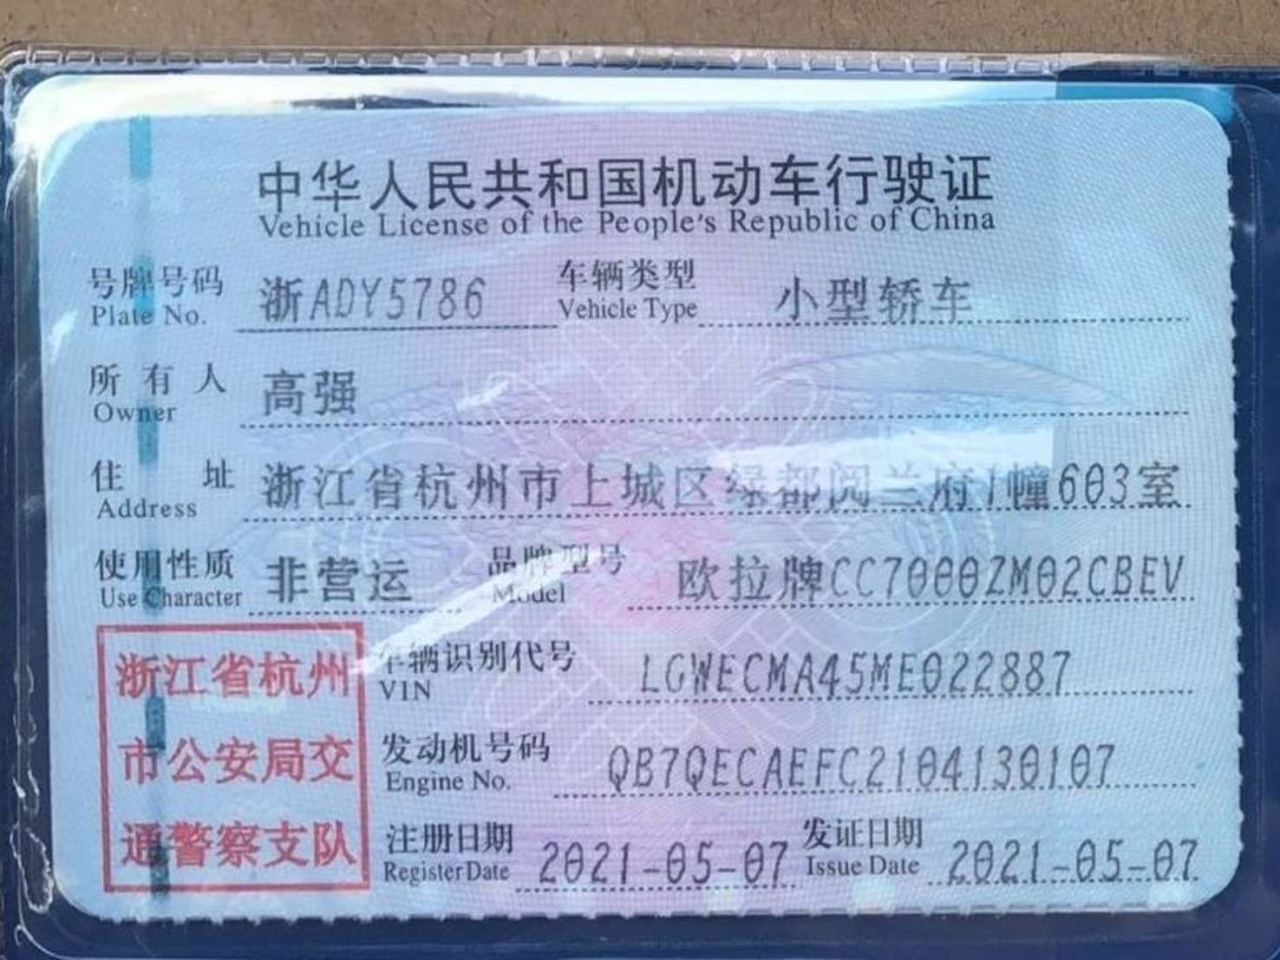 中华人民共和国机动车行驶证
Vehicle License of the People's Republic of China
号牌号码 浙ADY5786 车辆类型 小型轿车
Plate No. Vehicle Type
所有人 高强
Owner
住址 浙江省杭州市上城区绿都阅兰府1幢603室
Address
使用性质 非营运 品牌型号 欧拉牌CC7000ZM02CBEV
Use Character Model
浙江省杭州
市公安局交
通警察支队
车辆识别代号 LGWECMA45ME022887
VIN
发动机号码 QB7QECAEFC2104130107
Engine No.
注册日期 2021-05-07 发证日期 2021-05-07
Register Date Issue Date